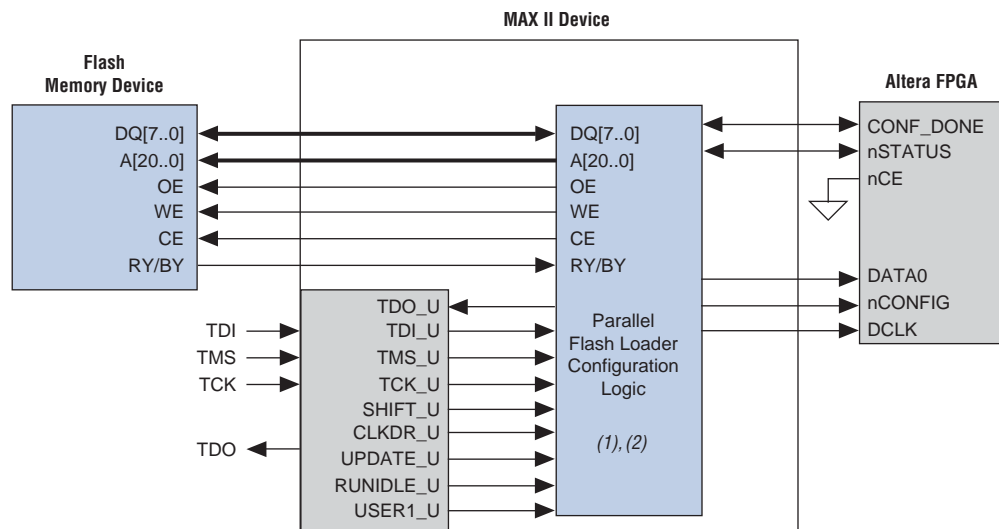 MAX II Device
Flash
Memory Device
Altera FPGA
DQ[7..0]
A[20..0]
OE
WE
CE
RY/BY
DQ[7..0]
A[20..0]
OE
WE
CE
RY/BY
Parallel
Flash Loader
Configuration
Logic
(1), (2)
CONF_DONE
nSTATUS
nCE
DATA0
nCONFIG
DCLK
TDI
TMS
TCK
TDO
TDO_U
TDI_U
TMS_U
TCK_U
SHIFT_U
CLKDR_U
UPDATE_U
RUNIDLE_U
USER1_U